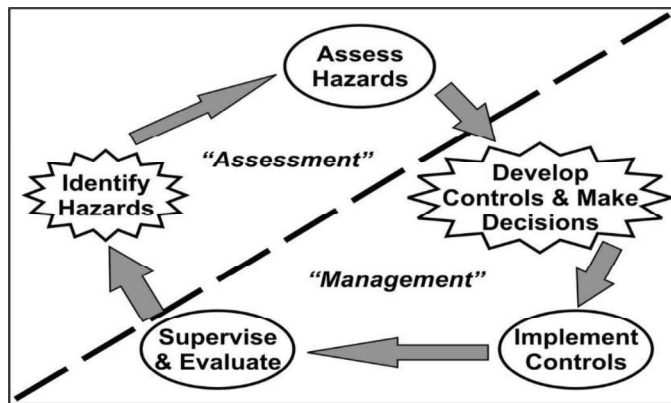 Assess
Hazards
“Assessment”
Identify
Hazards
Develop
Controls & Make
Decisions
“Management”
Supervise
& Evaluate
Implement
Controls